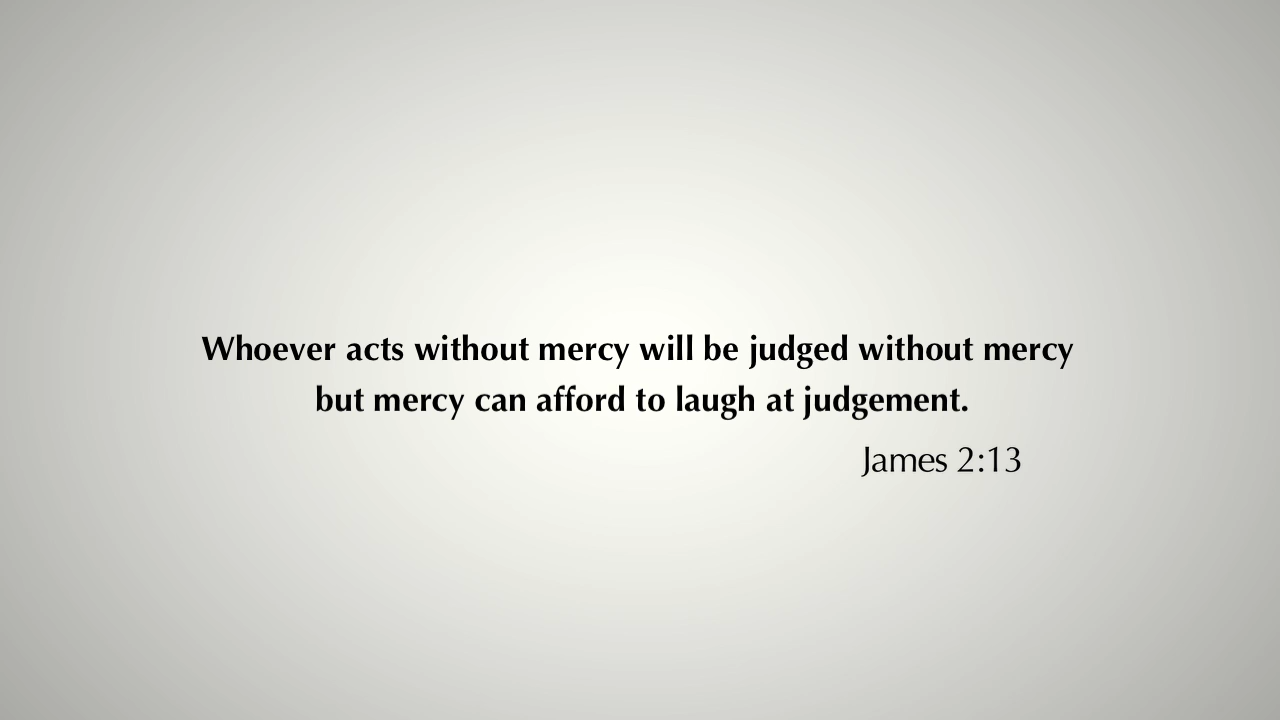 Whoever acts without mercy will be judged without mercy
but mercy can afford to laugh at judgement.
James 2:13